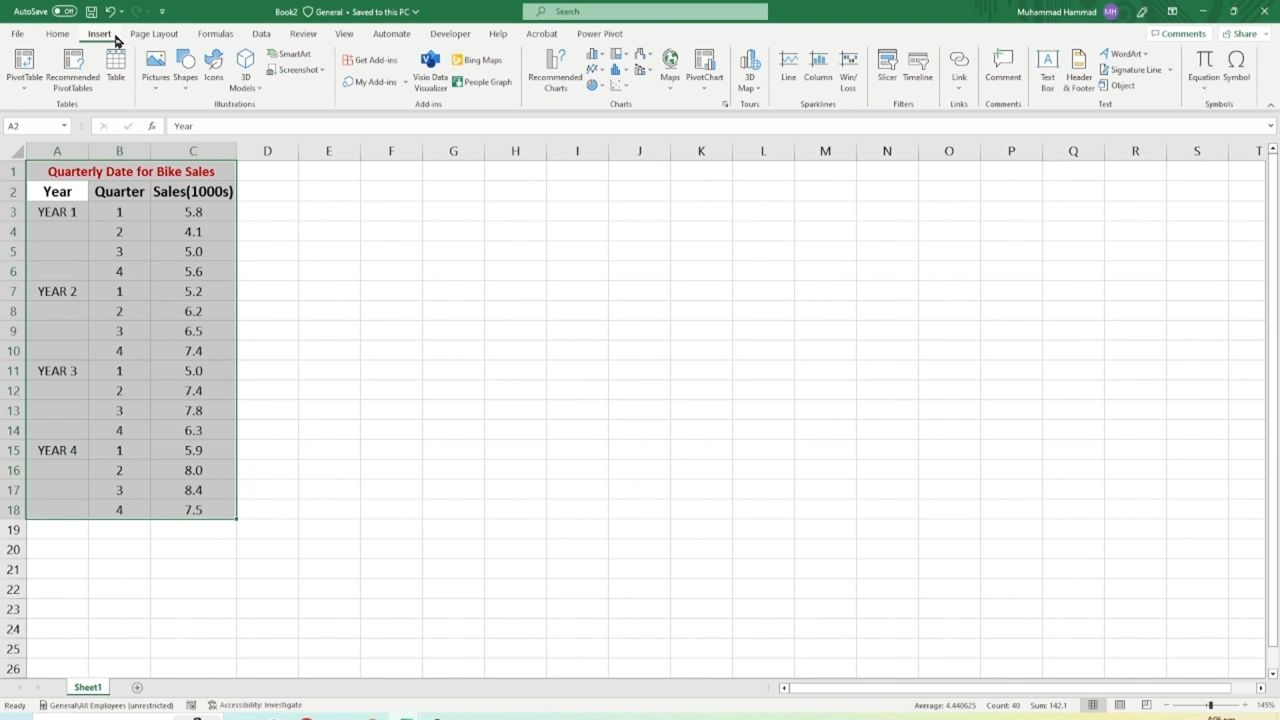 AutoSave Off Book2 General • Saved to this PC Search Muhammad Hammad MH
File Home Insert Page Layout Formulas Data Review View Automate Developer Help Acrobat Power Pivot Comments Share
PivotTable Recommended PivotTables Table Pictures Shapes Icons 3D Models SmartArt Screenshot Get Add-ins My Add-ins Visio Data Visualizer Bing Maps People Graph Recommended Charts Maps PivotChart 3D Map Line Column Win/Loss Slicer Timeline Link Comment Text Box Header & Footer WordArt Signature Line Object Equation Symbol
Tables Illustrations Add-ins Charts Tours Sparklines Filters Links Comments Text Symbols
A2 fx Year
A B C D E F G H I J K L M N O P Q R S T
1 Quarterly Date for Bike Sales
2 Year Quarter Sales(1000s)
3 YEAR 1 1 5.8
4 2 4.1
5 3 5.0
6 4 5.6
7 YEAR 2 1 5.2
8 2 6.2
9 3 6.5
10 4 7.4
11 YEAR 3 1 5.0
12 2 7.4
13 3 7.8
14 4 6.3
15 YEAR 4 1 5.9
16 2 8.0
17 3 8.4
18 4 7.5
19
20
21
22
23
24
25
26
Sheet1
Ready General\All Employees (unrestricted) Accessibility: Investigate Average: 4.440625 Count: 40 Sum: 142.1 145%